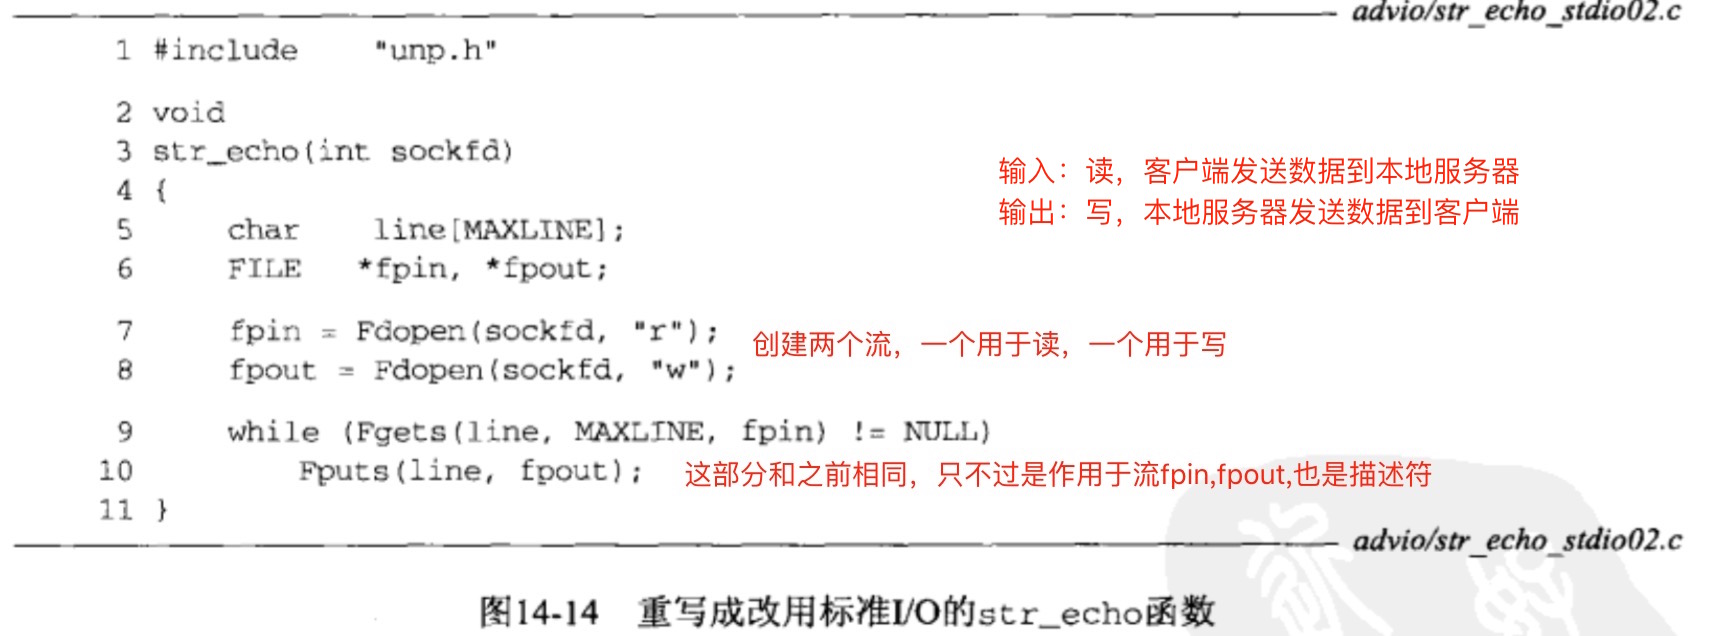 advio/str_echo_stdio02.c
1 #include "unp.h"
2 void
3 str_echo(int sockfd)
输入：读，客户端发送数据到本地服务器
4 {
输出：写，本地服务器发送数据到客户端
5 char line[MAXLINE];
6 FILE *fpin, *fpout;
7 fpin = Fdopen(sockfd, "r");
创建两个流，一个用于读，一个用于写
8 fpout = Fdopen(sockfd, "w");
9 while (Fgets(line, MAXLINE, fpin) != NULL)
10 Fputs(line, fpout); 这部分和之前相同，只不过是作用于流fpin,fpout,也是描述符
11 }
advio/str_echo_stdio02.c
图14-14 重写成改用标准I/O的str_echo函数